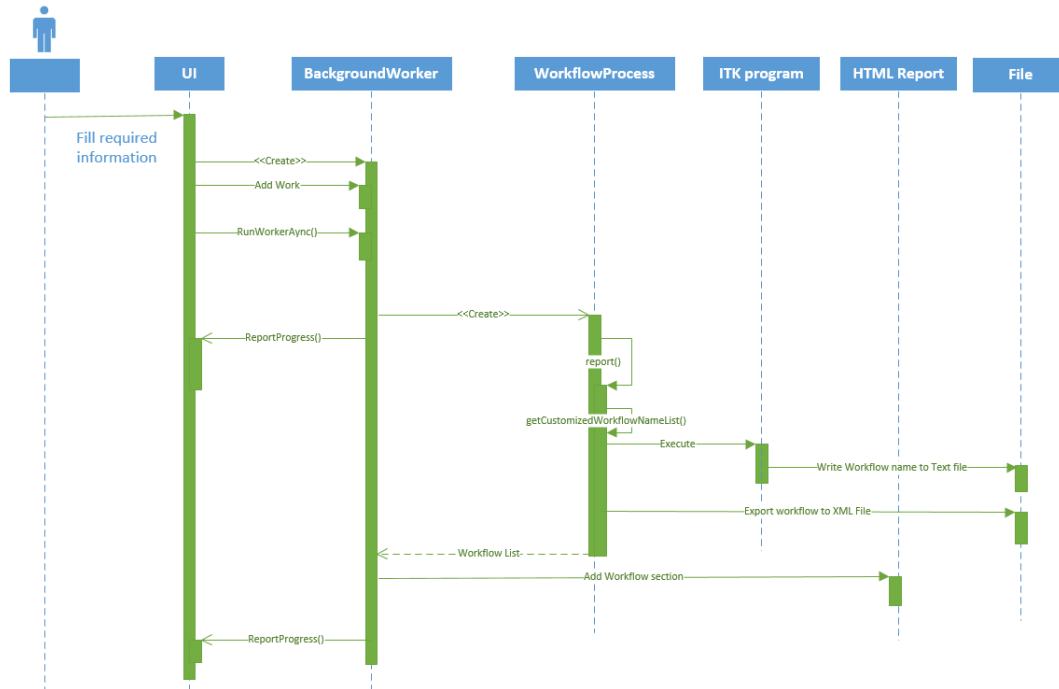 UI
BackgroundWorker
WorkflowProcess
ITK program
HTML Report
File
Fill required
information
<<Create>>
Add Work
RunWorkerAync()
<<Create>>
ReportProgress()
report()
getCustomizedWorkflowNameList()
Execute
Write Workflow name to Text file
Export workflow to XML File
Workflow List
Add Workflow section
ReportProgress()